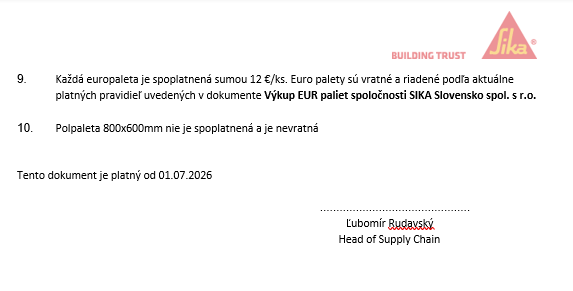 BUILDING TRUST
Sika®
9. Každá europaleta je spoplatnená sumou 12 €/ks. Euro palety sú vratné a riadené podľa aktuálne
platných pravidiel uvedených v dokumente Výkup EUR paliet spoločnosti SIKA Slovensko spol. s r.o.
10. Polpaleta 800x600mm nie je spoplatnená a je nevratná
Tento dokument je platný od 01.07.2026
................................................
Ľubomír Rudavský
Head of Supply Chain